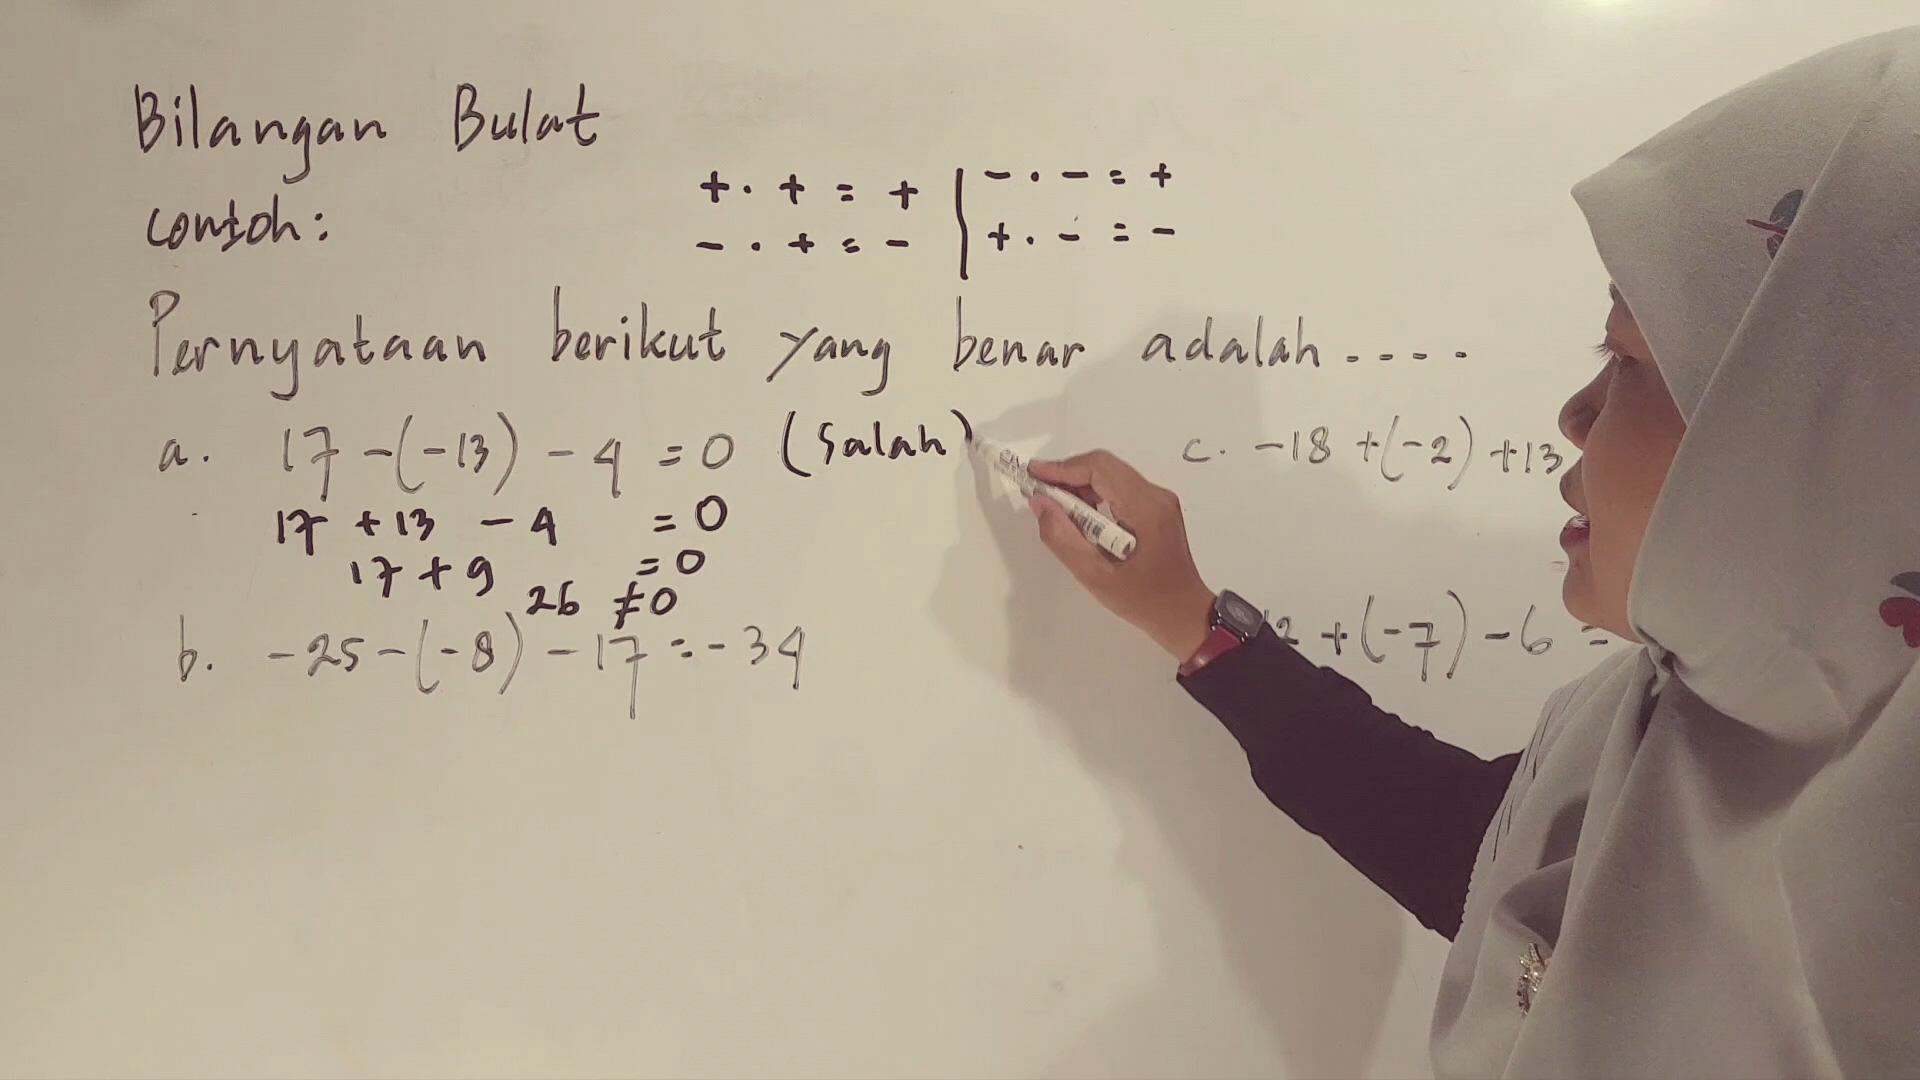 Bilangan Bulat
Contoh:
+ . + = + | - . - = +
- . + = - | + . - = -
Pernyataan berikut yang benar adalah ....
a. 17 -(-13) - 4 = 0 (Salah)
17 + 13 - 4 = 0
17 + 9 = 0
26 ≠ 0
b. -25 - (-8) - 17 = -34
c. -18 + (-2) + 13
2 + (-7) - 6 =